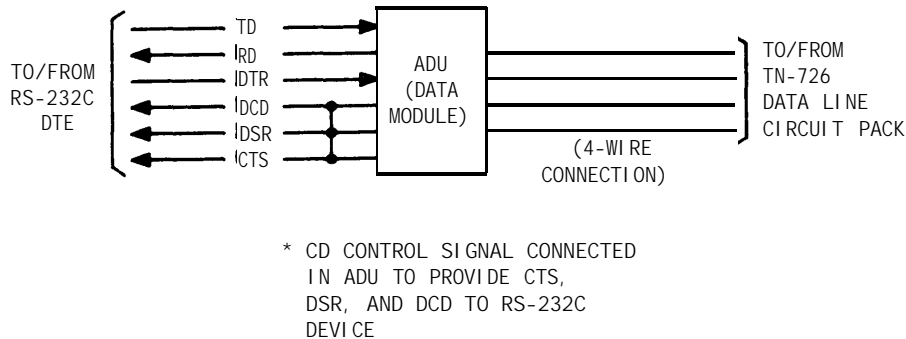 TD
RD
DTR
DCD
DSR
CTS
TO/FROM
RS-232C
DTE
ADU
(DATA
MODULE)
TO/FROM
TN-726
DATA LINE
CIRCUIT PACK
(4-WIRE
CONNECTION)
* CD CONTROL SIGNAL CONNECTED
IN ADU TO PROVIDE CTS,
DSR, AND DCD TO RS-232C
DEVICE